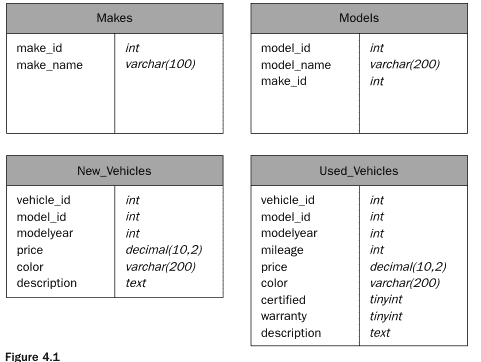 Makes
make_id int
make_name varchar(100)
Models
model_id int
model_name varchar(200)
make_id int
New_Vehicles
vehicle_id int
model_id int
modelyear int
price decimal(10,2)
color varchar(200)
description text
Used_Vehicles
vehicle_id int
model_id int
modelyear int
mileage int
price decimal(10,2)
color varchar(200)
certified tinyint
warranty tinyint
description text
Figure 4.1